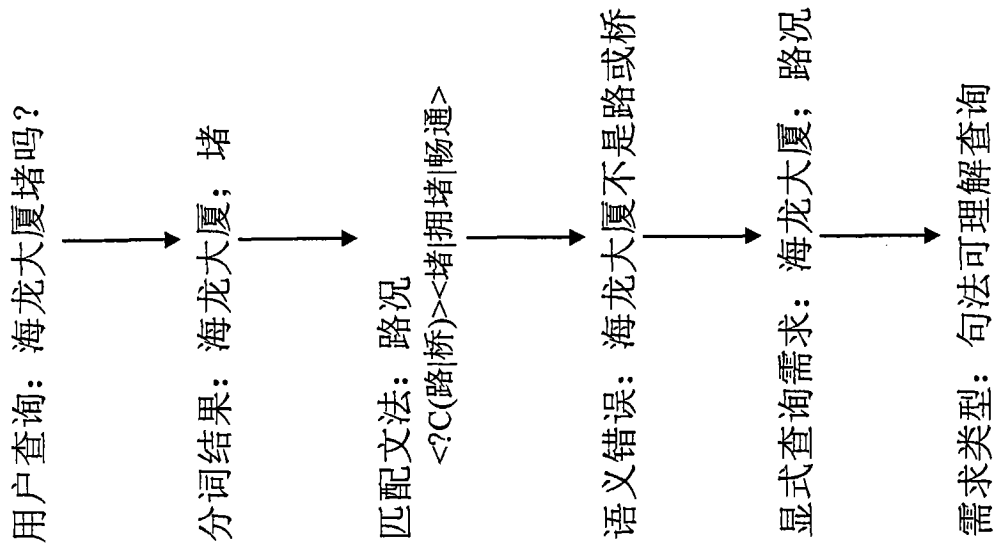 用户查询：海龙大厦堵吗？
分词结果：海龙大厦；堵
匹配文法：路况
<?C(路|桥)><堵|拥堵|畅通>
语义错误：海龙大厦不是路或桥
显式查询需求：海龙大厦；路况
需求类型：句法可理解查询